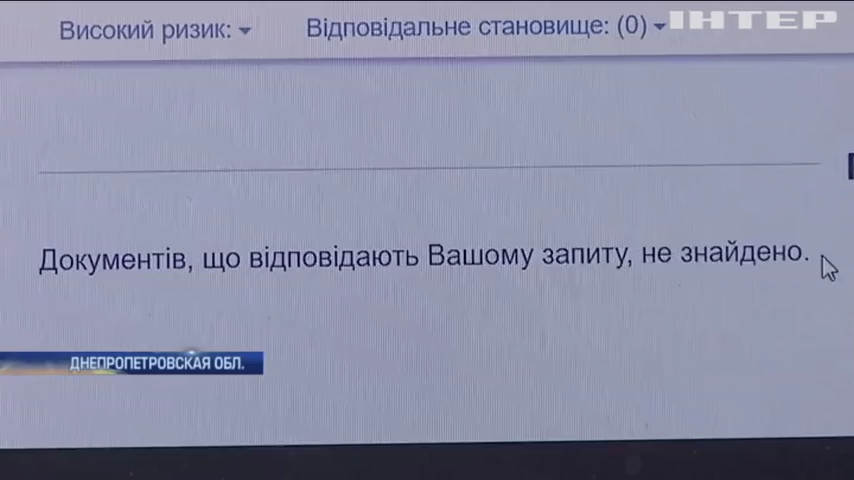 Високий ризик: Відповідальне становище: (0)
ІНТЕР
Документів, що відповідають Вашому запиту, не знайдено.
ДНЕПРОПЕТРОВСКАЯ ОБЛ.